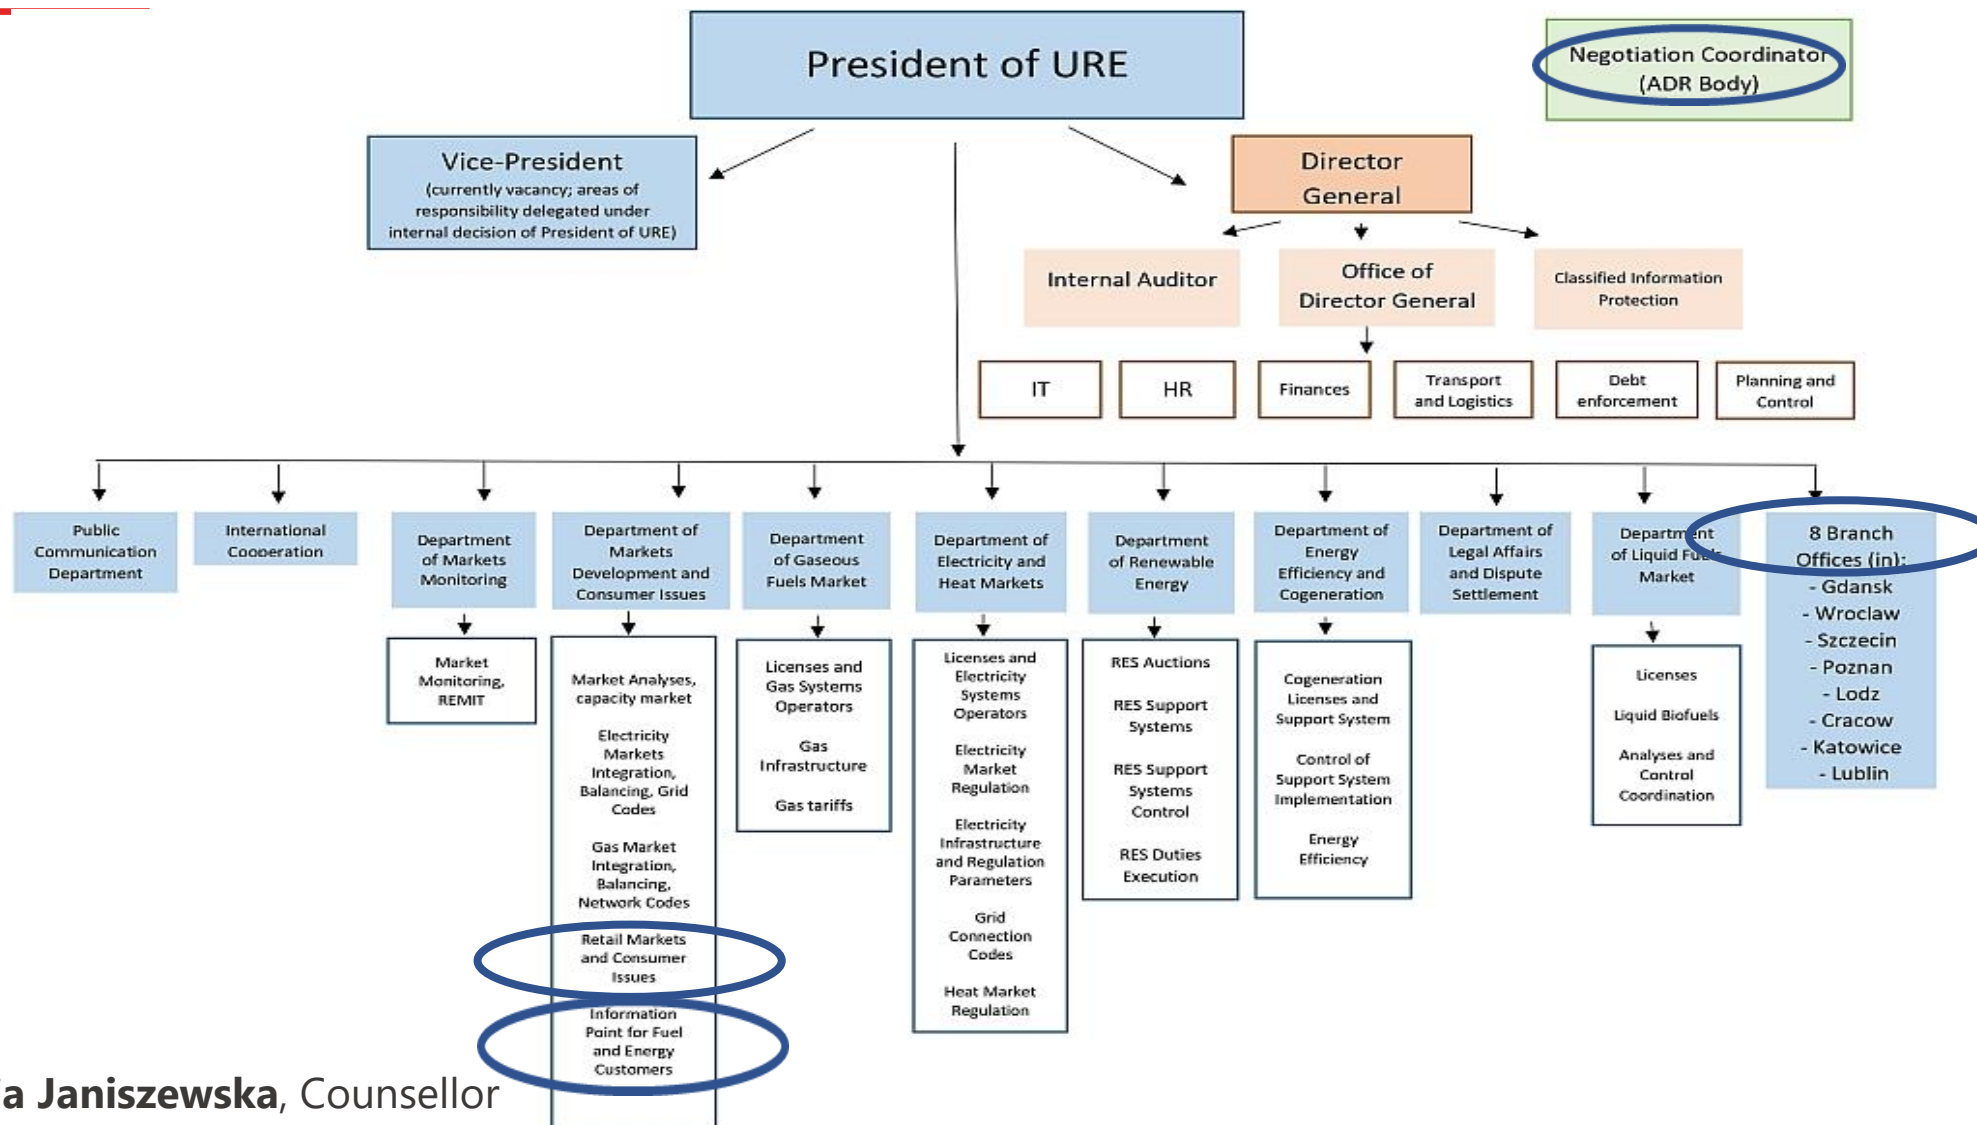 President of URE
Negotiation Coordinator
(ADR Body)
Vice-President
(currently vacancy; areas of
responsibility delegated under
internal decision of President of URE)
Director
General
Internal Auditor
Office of
Director General
Classified Information
Protection
IT
HR
Finances
Transport
and Logistics
Debt
enforcement
Planning and
Control
Public
Communication
Department
International
Cooperation
Department
of Markets
Monitoring
Department of
Markets
Development and
Consumer Issues
Department
of Gaseous
Fuels Market
Department of
Electricity and
Heat Markets
Department
of Renewable
Energy
Department of
Energy
Efficiency and
Cogeneration
Department of
Legal Affairs
and Dispute
Settlement
Department
of Liquid Fuels
Market
8 Branch
Offices (in):
- Gdansk
- Wroclaw
- Szczecin
- Poznan
- Lodz
- Cracow
- Katowice
- Lublin
Market
Monitoring,
REMIT
Market Analyses,
capacity market
Electricity
Markets
Integration,
Balancing, Grid
Codes
Gas Market
Integration,
Balancing,
Network Codes
Retail Markets
and Consumer
Issues
Information
Point for Fuel
and Energy
Customers
Licenses and
Gas Systems
Operators
Gas
Infrastructure
Gas tariffs
Licenses and
Electricity
Systems
Operators
Electricity
Market
Regulation
Electricity
Infrastructure
and Regulation
Parameters
Grid
Connection
Codes
Heat Market
Regulation
RES Auctions
RES Support
Systems
RES Support
Systems
Control
RES Duties
Execution
Cogeneration
Licenses and
Support System
Control of
Support System
Implementation
Energy
Efficiency
Licenses
Liquid Biofuels
Analyses and
Control
Coordination
Janiszewska, Counsellor